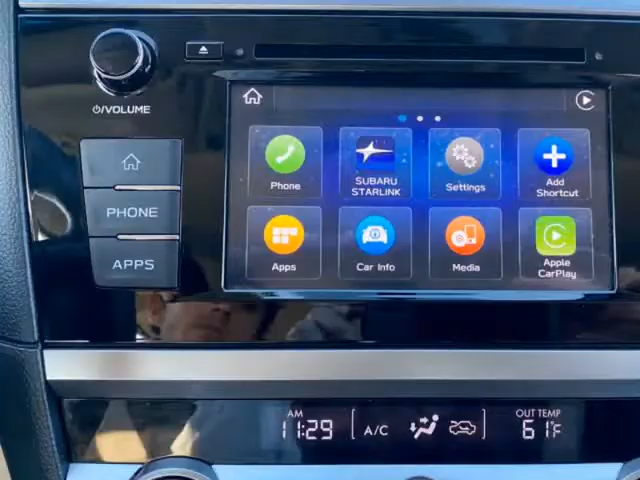 ⏻/VOLUME
PHONE
APPS
Phone
SUBARU
STARLINK
Settings
Add
Shortcut
Apps
Car Info
Media
Apple
CarPlay
AM
11:29
A/C
OUT TEMP
61°F